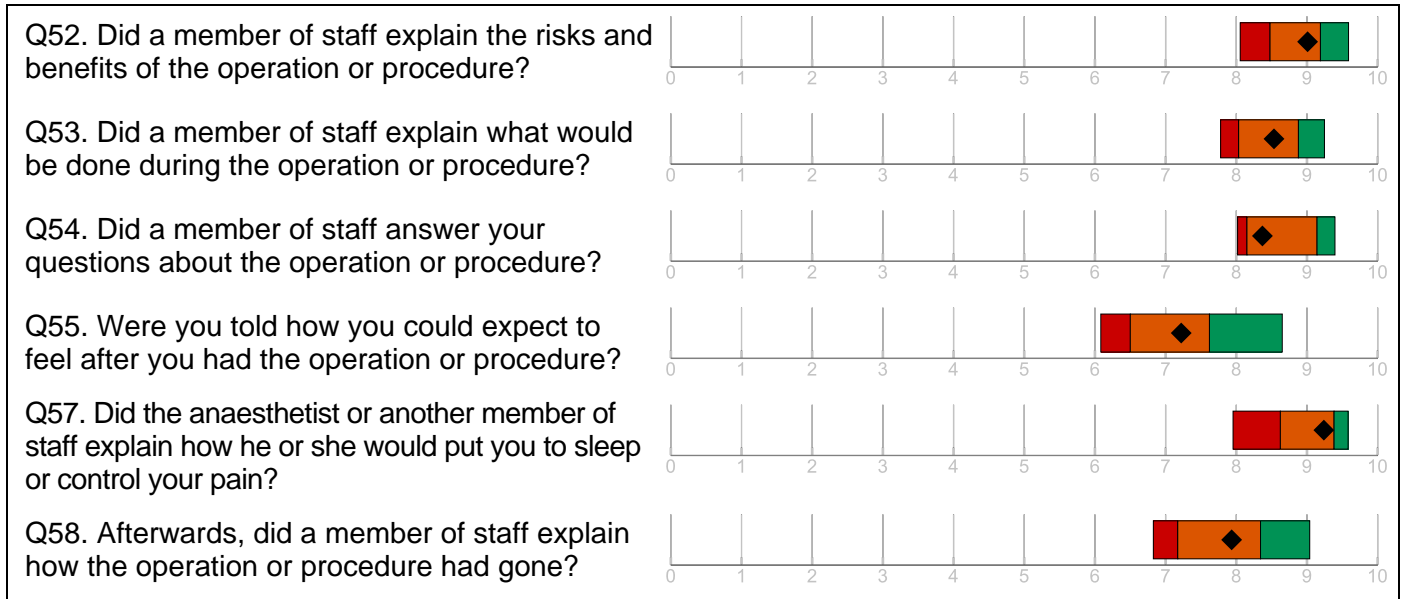 Q52. Did a member of staff explain the risks and
benefits of the operation or procedure?
0 1 2 3 4 5 6 7 8 9 10
Q53. Did a member of staff explain what would
be done during the operation or procedure?
0 1 2 3 4 5 6 7 8 9 10
Q54. Did a member of staff answer your
questions about the operation or procedure?
0 1 2 3 4 5 6 7 8 9 10
Q55. Were you told how you could expect to
feel after you had the operation or procedure?
0 1 2 3 4 5 6 7 8 9 10
Q57. Did the anaesthetist or another member of
staff explain how he or she would put you to sleep
or control your pain?
0 1 2 3 4 5 6 7 8 9 10
Q58. Afterwards, did a member of staff explain
how the operation or procedure had gone?
0 1 2 3 4 5 6 7 8 9 10